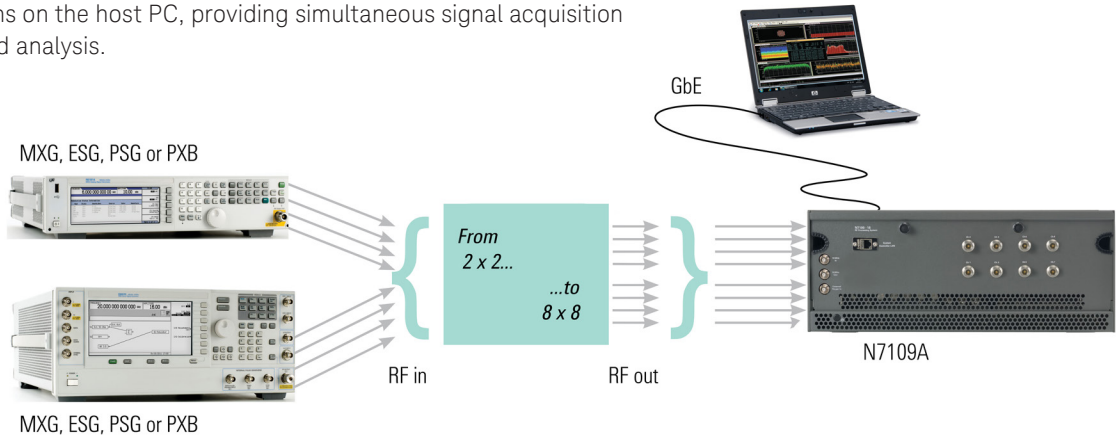 ns on the host PC, providing simultaneous signal acquisition
d analysis.
GbE
MXG, ESG, PSG or PXB
From
2 x 2...
...to
8 x 8
N7109A
RF in
RF out
MXG, ESG, PSG or PXB